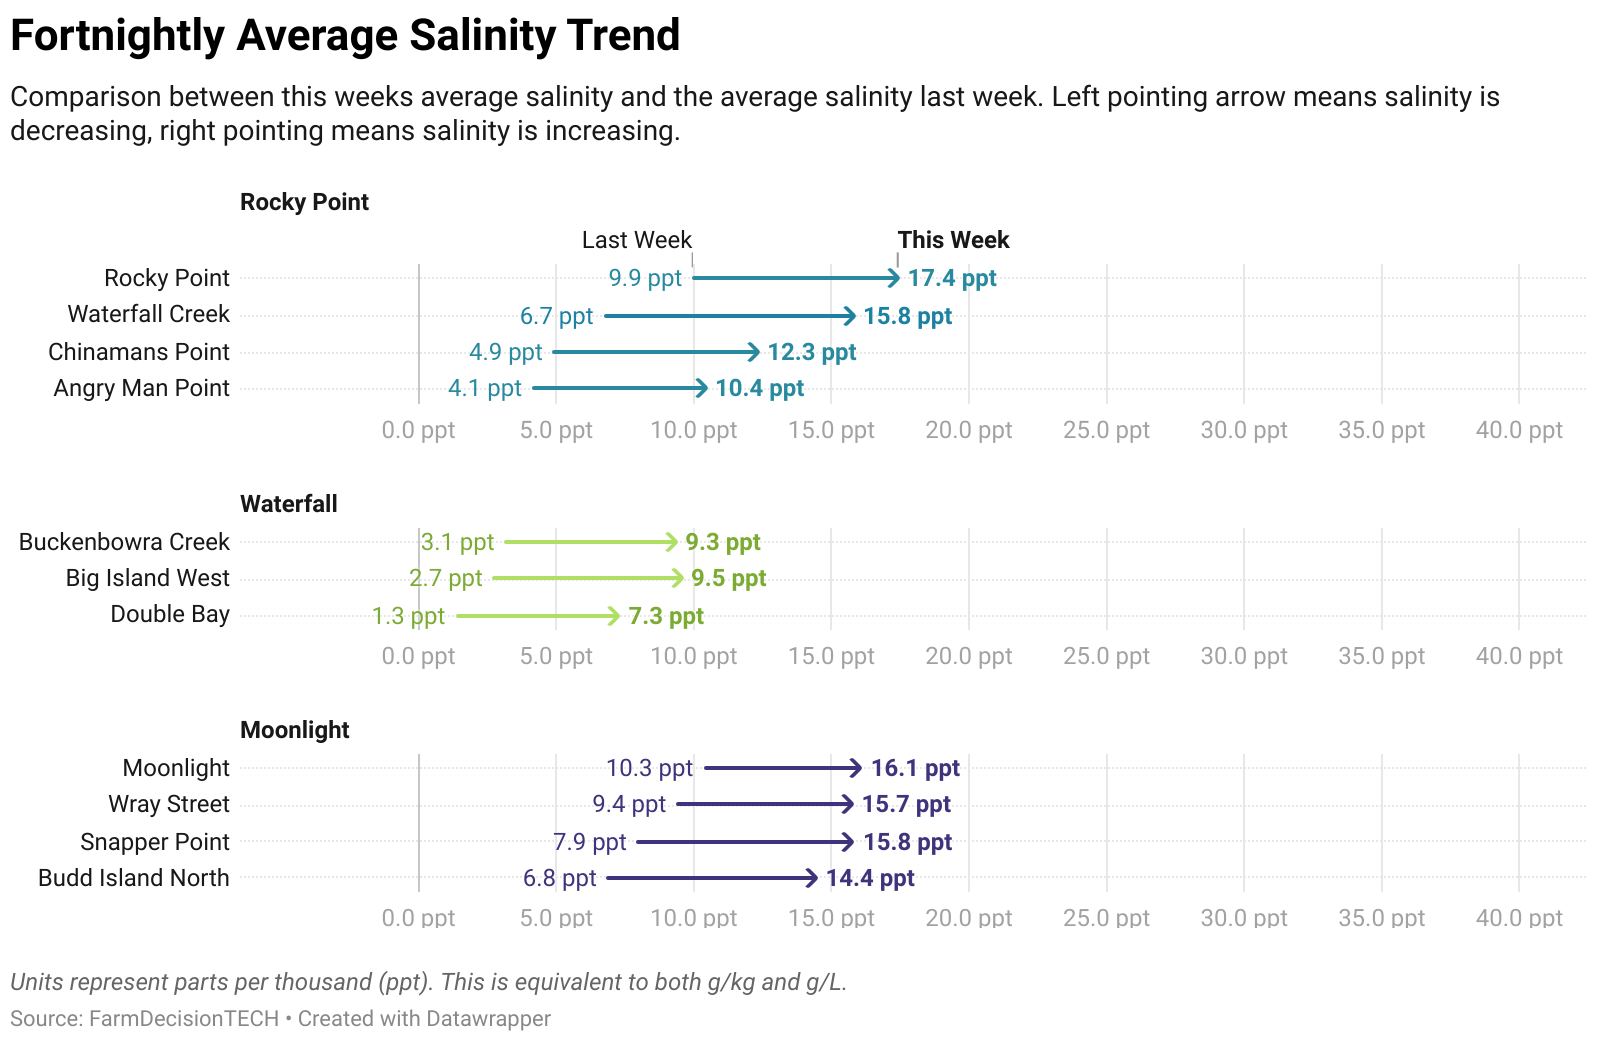 Fortnightly Average Salinity Trend
Comparison between this weeks average salinity and the average salinity last week. Left pointing arrow means salinity is
decreasing, right pointing means salinity is increasing.
Rocky Point
Last Week This Week
Rocky Point 9.9 ppt 17.4 ppt
Waterfall Creek 6.7 ppt 15.8 ppt
Chinamans Point 4.9 ppt 12.3 ppt
Angry Man Point 4.1 ppt 10.4 ppt
0.0 ppt 5.0 ppt 10.0 ppt 15.0 ppt 20.0 ppt 25.0 ppt 30.0 ppt 35.0 ppt 40.0 ppt
Waterfall
Buckenbowra Creek 3.1 ppt 9.3 ppt
Big Island West 2.7 ppt 9.5 ppt
Double Bay 1.3 ppt 7.3 ppt
0.0 ppt 5.0 ppt 10.0 ppt 15.0 ppt 20.0 ppt 25.0 ppt 30.0 ppt 35.0 ppt 40.0 ppt
Moonlight
Moonlight 10.3 ppt 16.1 ppt
Wray Street 9.4 ppt 15.7 ppt
Snapper Point 7.9 ppt 15.8 ppt
Budd Island North 6.8 ppt 14.4 ppt
0.0 ppt 5.0 ppt 10.0 ppt 15.0 ppt 20.0 ppt 25.0 ppt 30.0 ppt 35.0 ppt 40.0 ppt
Units represent parts per thousand (ppt). This is equivalent to both g/kg and g/L.
Source: FarmDecisionTECH • Created with Datawrapper